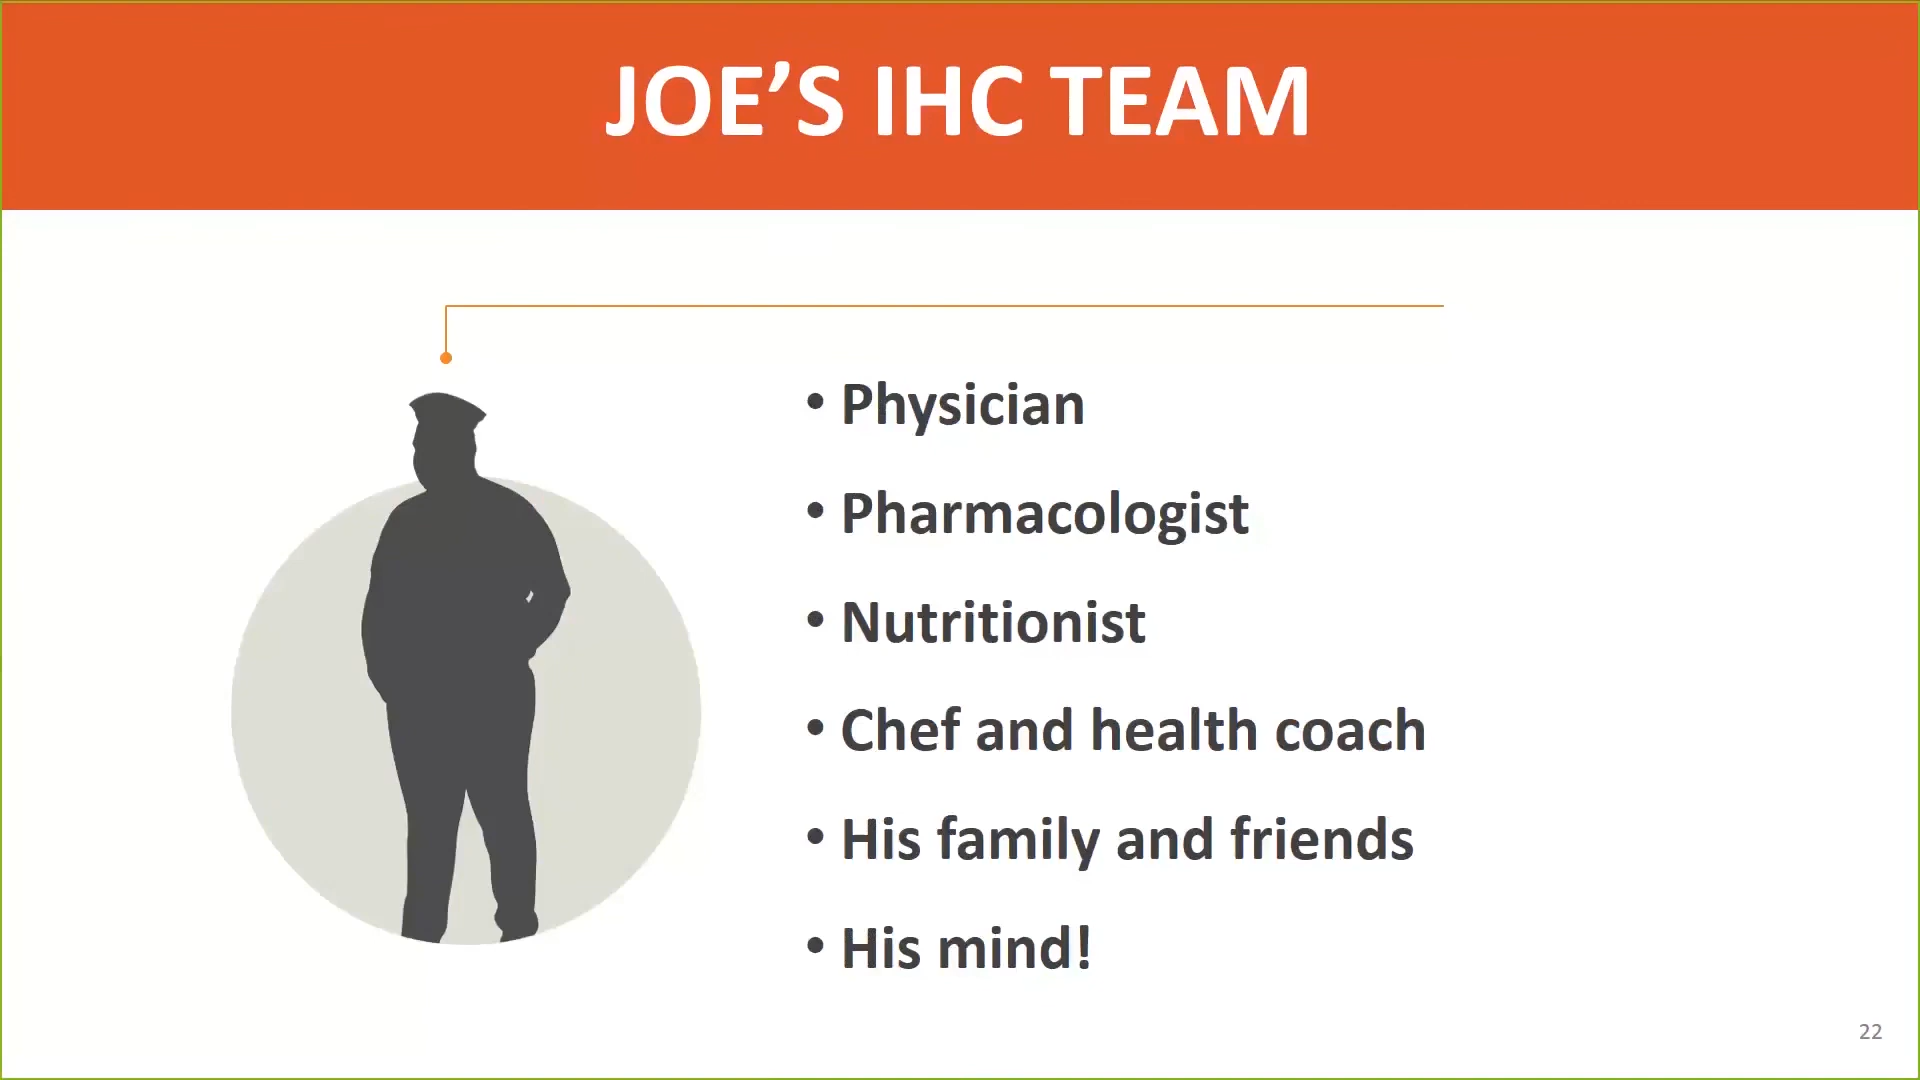 JOE’S IHC TEAM
• Physician
• Pharmacologist
• Nutritionist
• Chef and health coach
• His family and friends
• His mind!
22